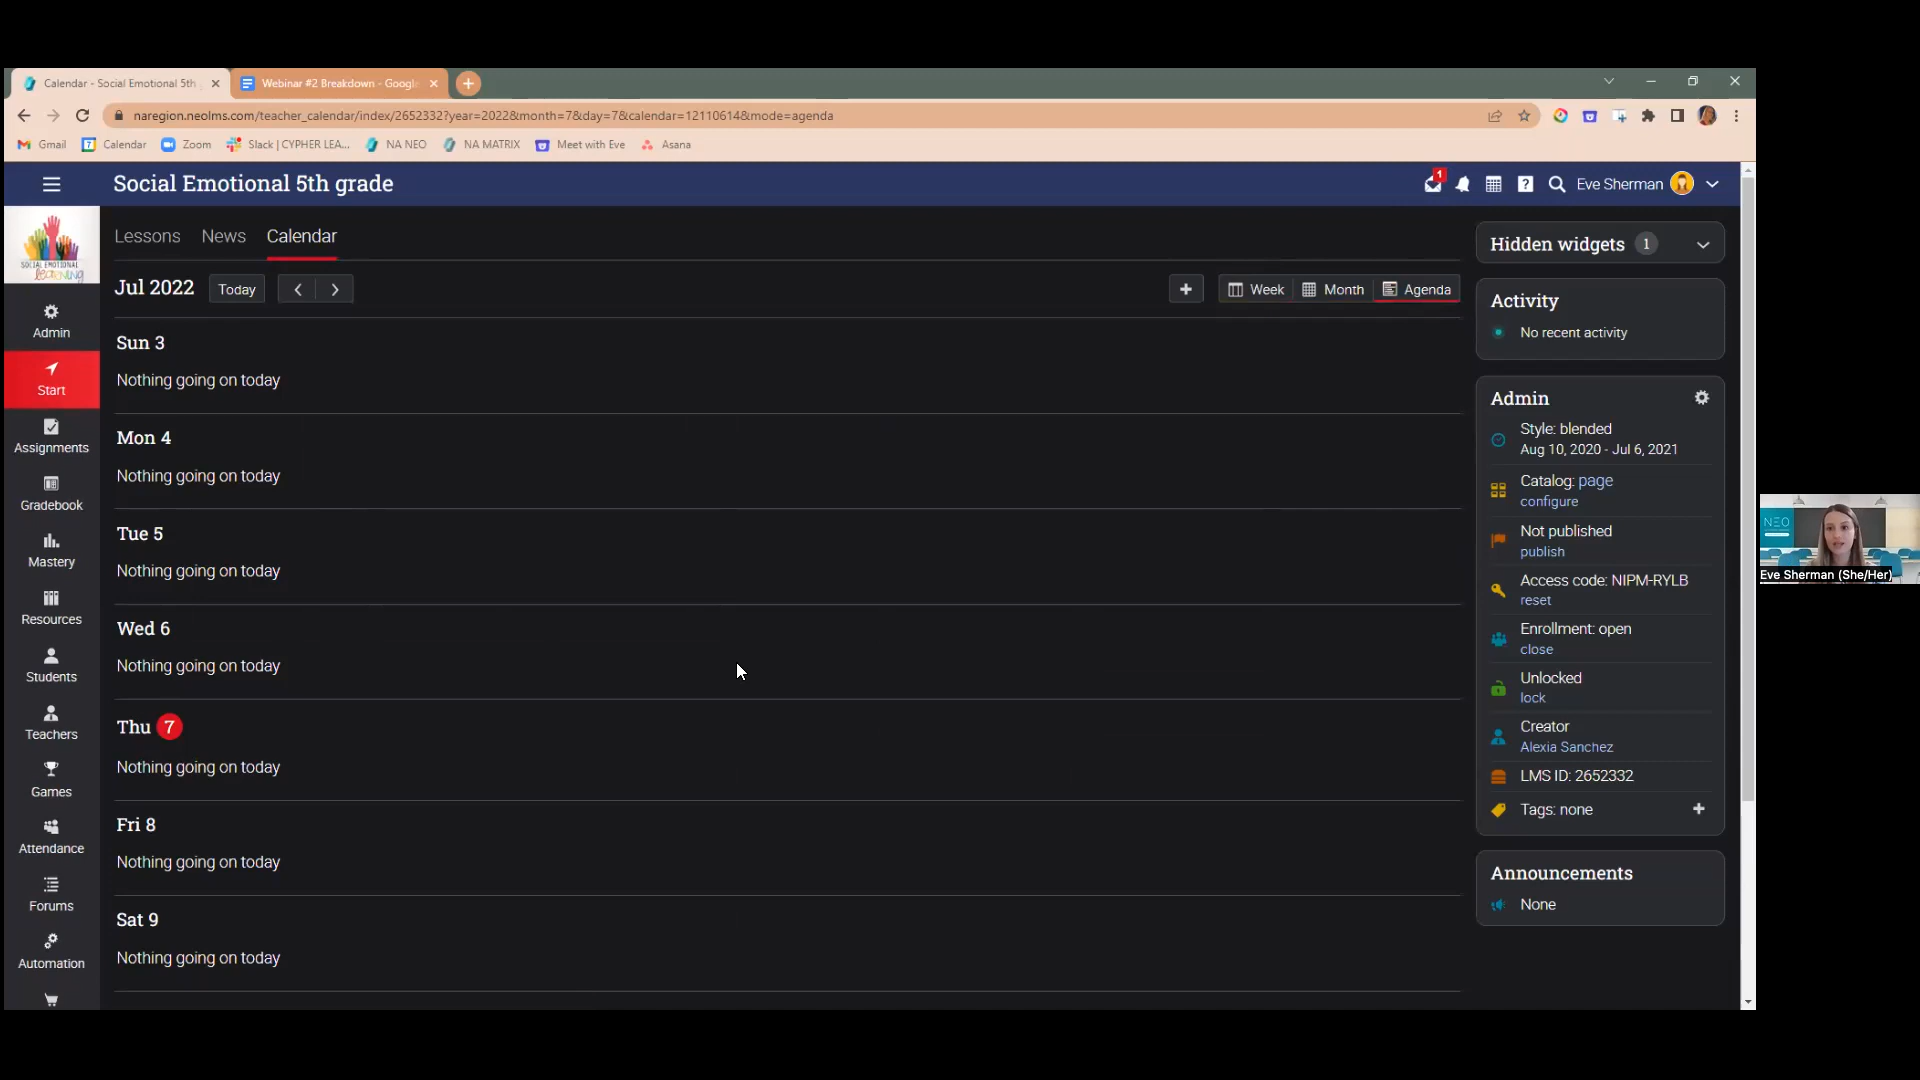 Calendar - Social Emotional 5th
Webinar #2 Breakdown - Googl
naregion.neolms.com/teacher_calendar/index/2652332?year=2022&month=7&day=7&calendar=12110614&mode=agenda
Gmail
Calendar
Zoom
Slack | CYPHER LEA...
NA NEO
NA MATRIX
Meet with Eve
Asana
Social Emotional 5th grade
1
Eve Sherman
SOCIAL EMOTIONAL
learning
Admin
Start
Assignments
Gradebook
Mastery
Resources
Students
Teachers
Games
Attendance
Forums
Automation
Lessons
News
Calendar
Jul 2022
Today
Week
Month
Agenda
Sun 3
Nothing going on today
Mon 4
Nothing going on today
Tue 5
Nothing going on today
Wed 6
Nothing going on today
Thu 7
Nothing going on today
Fri 8
Nothing going on today
Sat 9
Nothing going on today
Hidden widgets 1
Activity
No recent activity
Admin
Style: blended
Aug 10, 2020 - Jul 6, 2021
Catalog: page
configure
Not published
publish
Access code: NIPM-RYLB
reset
Enrollment: open
close
Unlocked
lock
Creator
Alexia Sanchez
LMS ID: 2652332
Tags: none
Announcements
None
NEO
Eve Sherman (She/Her)